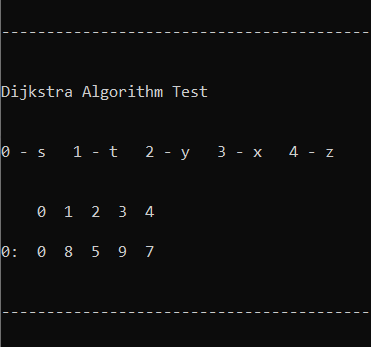 -----------------------------------------
Dijkstra Algorithm Test
0 - s   1 - t   2 - y   3 - x   4 - z
    0  1  2  3  4
0:  0  8  5  9  7
-----------------------------------------